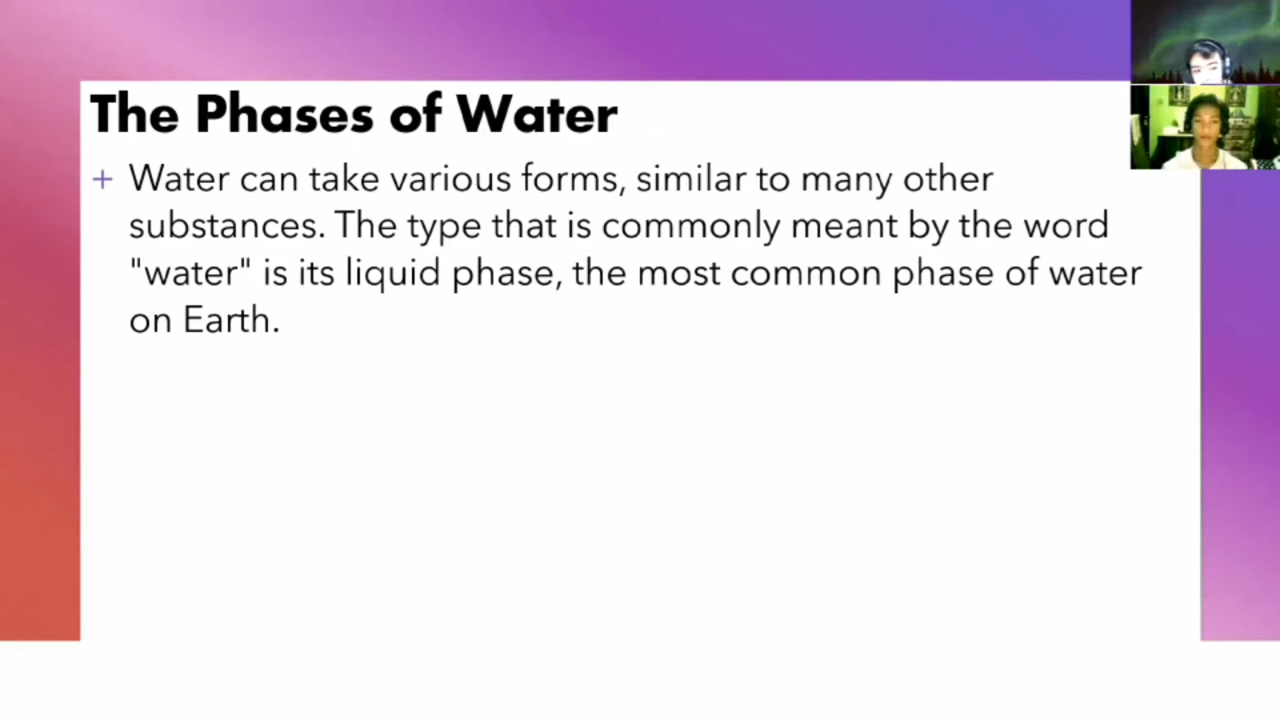 The Phases of Water
+ Water can take various forms, similar to many other
substances. The type that is commonly meant by the word
"water" is its liquid phase, the most common phase of water
on Earth.